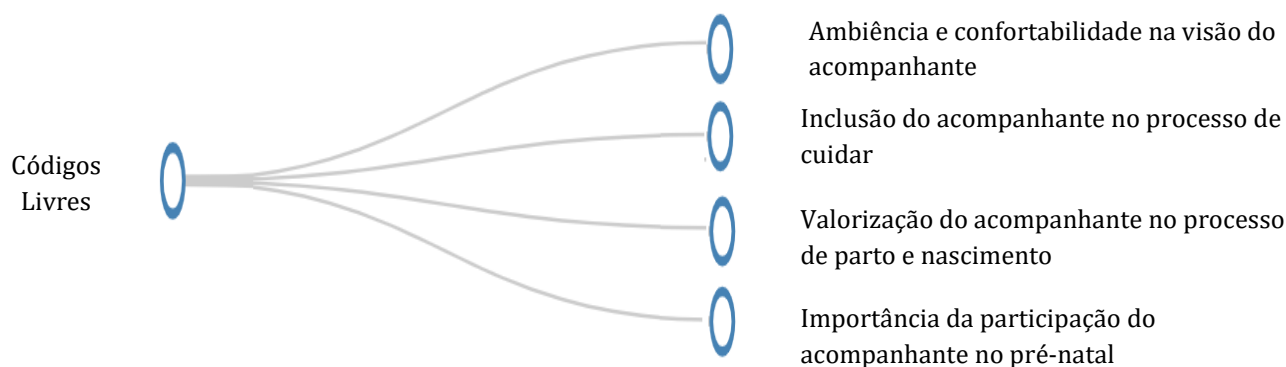 Códigos
Livres
Ambiência e confortabilidade na visão do
acompanhante
Inclusão do acompanhante no processo de
cuidar
Valorização do acompanhante no processo
de parto e nascimento
Importância da participação do
acompanhante no pré-natal